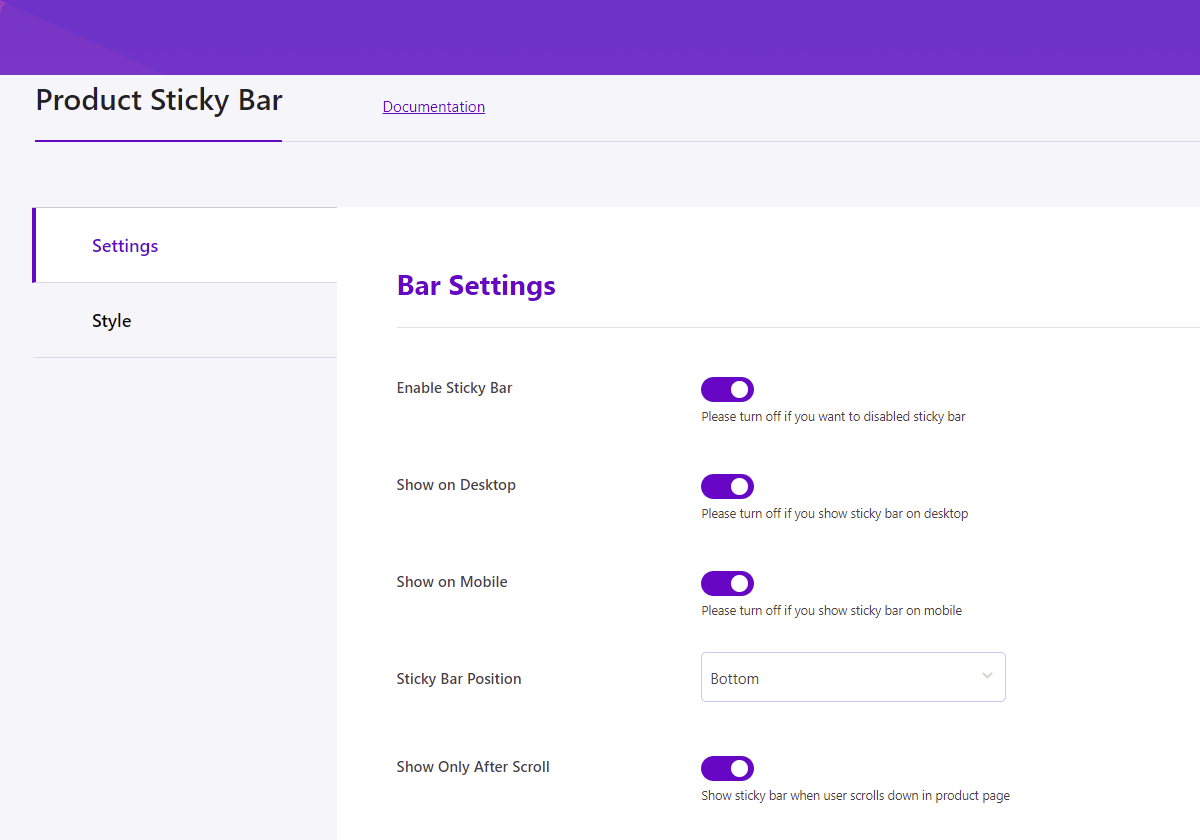 Product Sticky Bar
Documentation
Settings
Style
Bar Settings
Enable Sticky Bar
Please turn off if you want to disabled sticky bar
Show on Desktop
Please turn off if you show sticky bar on desktop
Show on Mobile
Please turn off if you show sticky bar on mobile
Sticky Bar Position
Bottom
Show Only After Scroll
Show sticky bar when user scrolls down in product page